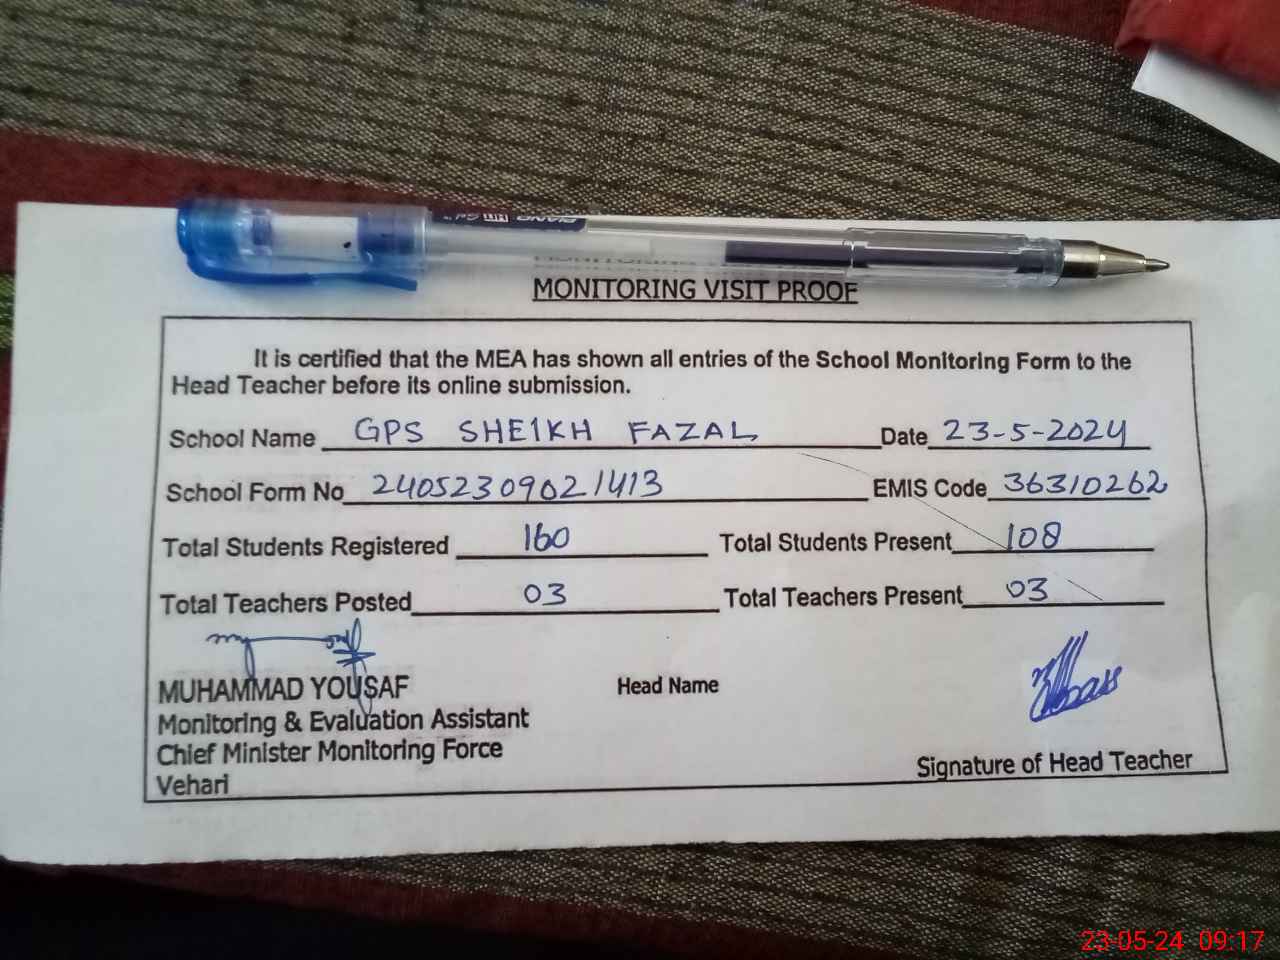 PIANO
MONITORING VISIT PROOF
It is certified that the MEA has shown all entries of the School Monitoring Form to the
Head Teacher before its online submission.
School Name GPS SHEIKH FAZAL Date 23-5-2024
School Form No 24052309021413 EMIS Code 36310262
Total Students Registered 160 Total Students Present 108
Total Teachers Posted 03 Total Teachers Present 03
MUHAMMAD YOUSAF Head Name
Monitoring & Evaluation Assistant
Chief Minister Monitoring Force
Vehari Signature of Head Teacher
23-05-24 09:17